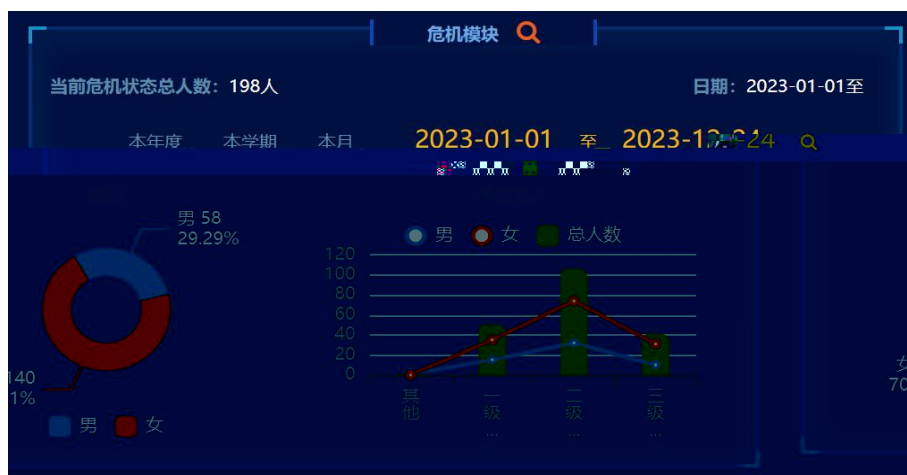 危机模块
当前危机状态总人数：198人
日期：2023-01-01至
本年度 本学期 本月 2023-01-01 至 2023-12-24
男 58
29.29%
男 女 总人数
120
100
80
60
40
20
0
140
1%
其他 一级... 二级... 三级...
男 女
女
70